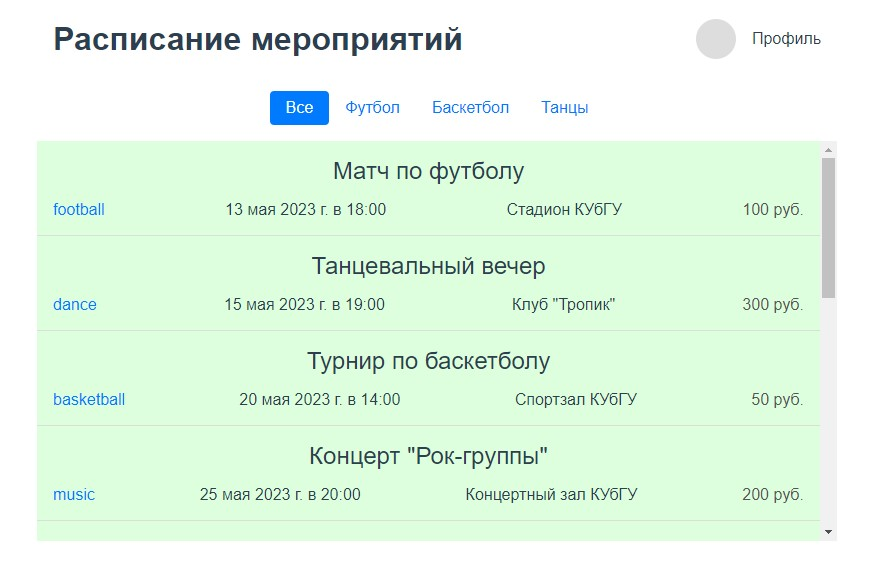 Расписание мероприятий
Профиль
Все Футбол Баскетбол Танцы
Матч по футболу
football 13 мая 2023 г. в 18:00 Стадион КУбГУ 100 руб.
Танцевальный вечер
dance 15 мая 2023 г. в 19:00 Клуб "Тропик" 300 руб.
Турнир по баскетболу
basketball 20 мая 2023 г. в 14:00 Спортзал КУбГУ 50 руб.
Концерт "Рок-группы"
music 25 мая 2023 г. в 20:00 Концертный зал КУбГУ 200 руб.